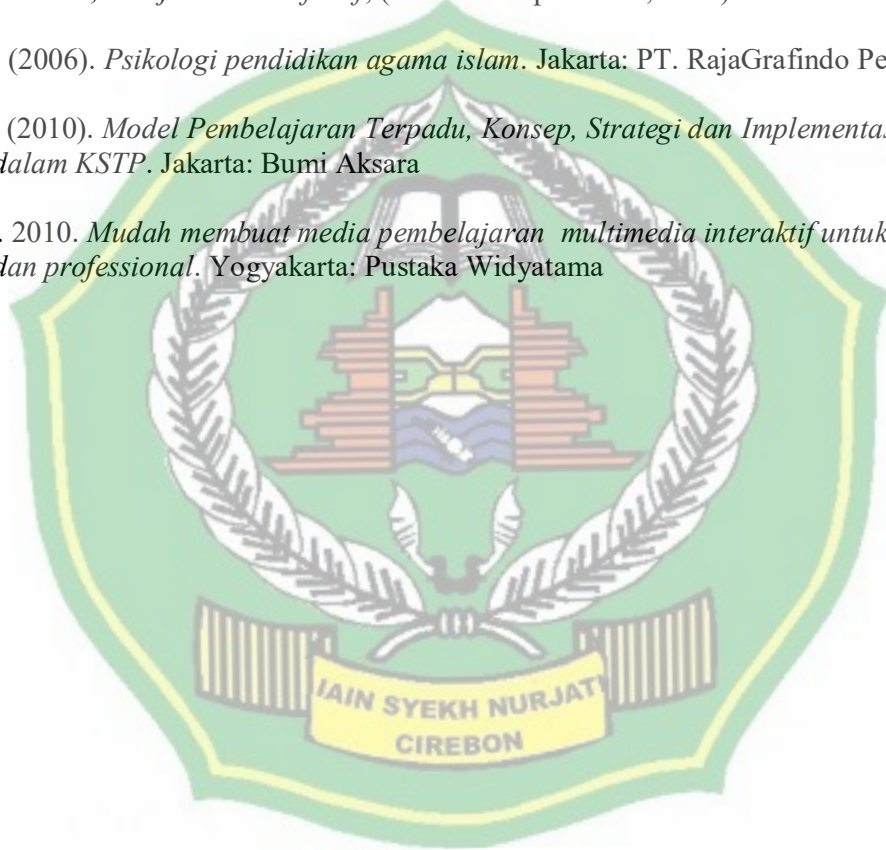 (2006). Psikologi pendidikan agama islam. Jakarta: PT. RajaGrafindo Pe
(2010). Model Pembelajaran Terpadu, Konsep, Strategi dan Implementas
dalam KSTP. Jakarta: Bumi Aksara
. 2010. Mudah membuat media pembelajaran multimedia interaktif untuk
dan professional. Yogyakarta: Pustaka Widyatama
IAIN SYEKH NURJATI
CIREBON